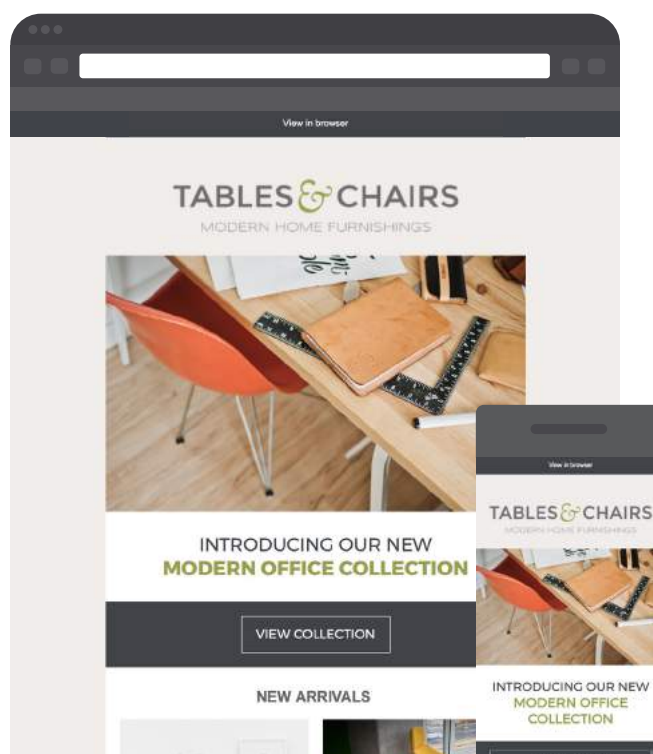 View in browser
TABLES & CHAIRS
MODERN HOME FURNISHINGS
INTRODUCING OUR NEW
MODERN OFFICE COLLECTION
VIEW COLLECTION
NEW ARRIVALS
View in browser
TABLES & CHAIRS
MODERN HOME FURNISHINGS
INTRODUCING OUR NEW
MODERN OFFICE
COLLECTION